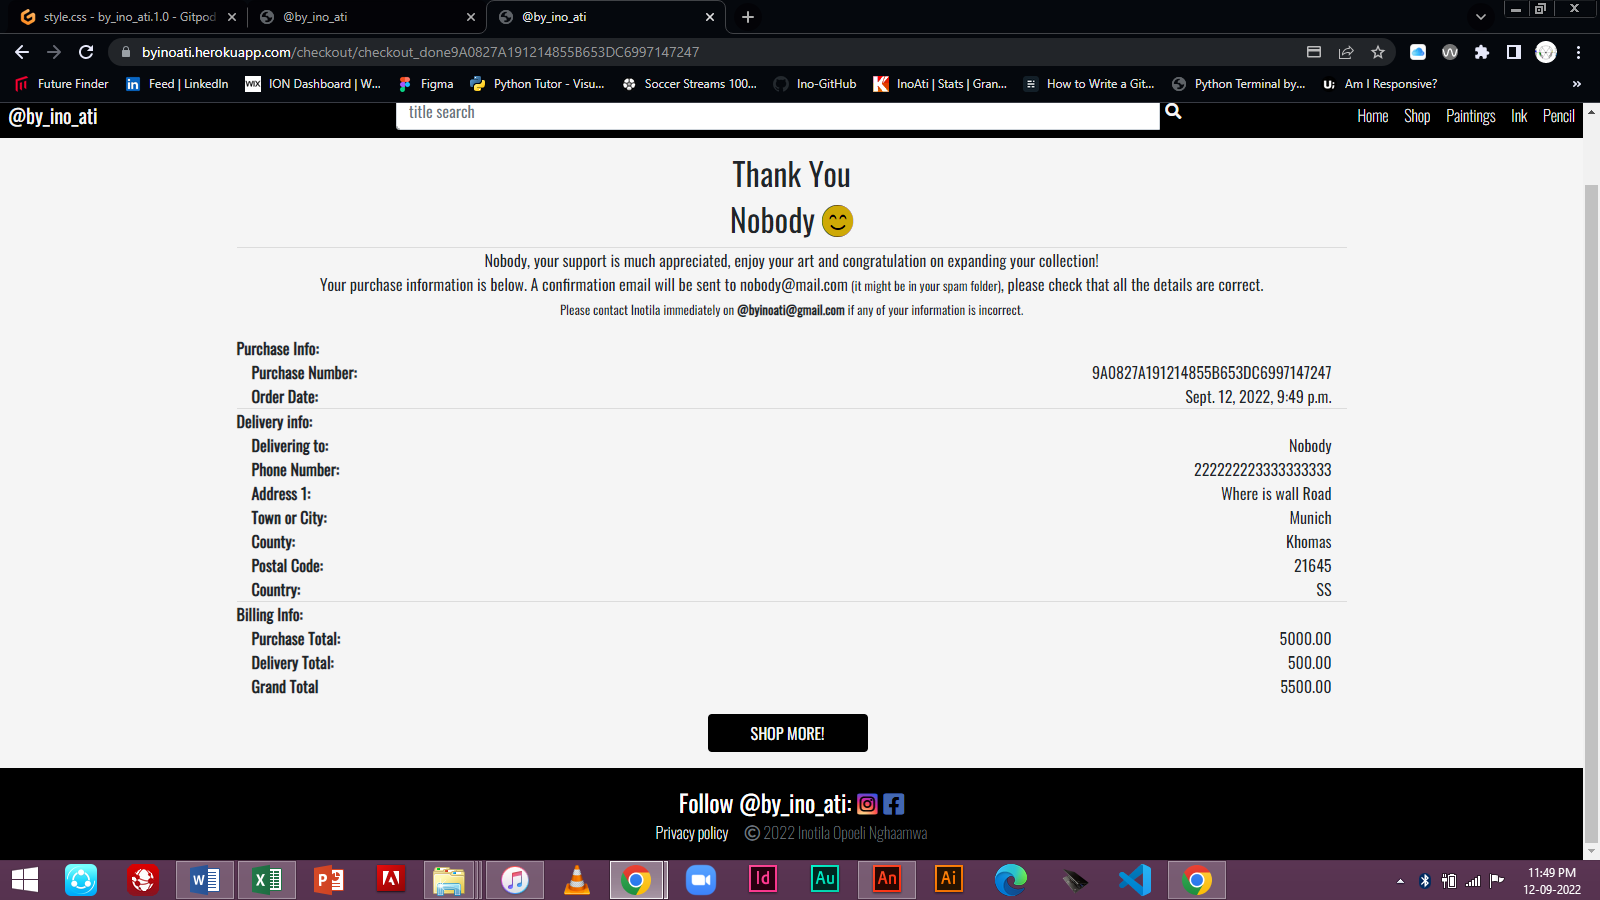 style.css - by_ino_ati.1.0 - Gitpod
@by_ino_ati
@by_ino_ati
byinoati.herokuapp.com/checkout/checkout_done9A0827A191214855B653DC6997147247
Future Finder
Feed | LinkedIn
WIX ION Dashboard | W...
Figma
Python Tutor - Visu...
Soccer Streams 100...
Ino-GitHub
InoAti | Stats | Gran...
How to Write a Git...
Python Terminal by...
Am I Responsive?
»
@by_ino_ati
title search
Home Shop Paintings Ink Pencil
Thank You
Nobody
Nobody, your support is much appreciated, enjoy your art and congratulation on expanding your collection!
Your purchase information is below. A confirmation email will be sent to nobody@mail.com (it might be in your spam folder), please check that all the details are correct.
Please contact Inotila immediately on @byinoati@gmail.com if any of your information is incorrect.
Purchase Info:
Purchase Number: 9A0827A191214855B653DC6997147247
Order Date: Sept. 12, 2022, 9:49 p.m.
Delivery info:
Delivering to: Nobody
Phone Number: 222222223333333333
Address 1: Where is wall Road
Town or City: Munich
County: Khomas
Postal Code: 21645
Country: SS
Billing Info:
Purchase Total: 5000.00
Delivery Total: 500.00
Grand Total 5500.00
SHOP MORE!
Follow @by_ino_ati:
Privacy policy © 2022 Inotila Opoeli Nghaamwa
Id Au An Ai
11:49 PM
12-09-2022